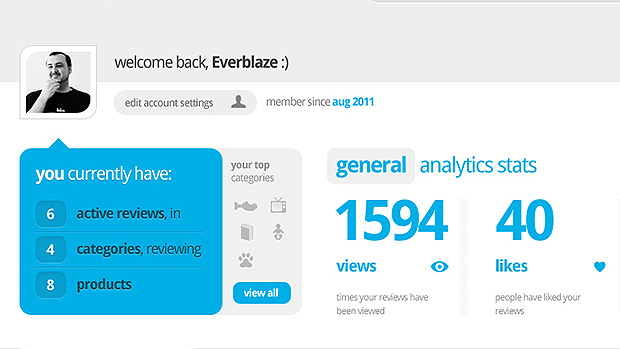 welcome back, Everblaze :)
edit account settings
member since aug 2011
you currently have:
6 active reviews, in
4 categories, reviewing
8 products
your top
categories
view all
general analytics stats
1594
views
times your reviews have
been viewed
40
likes
people have liked your
reviews